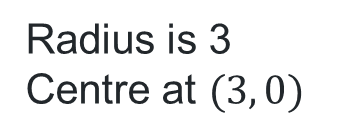 Radius is 3
Centre at (3, 0)